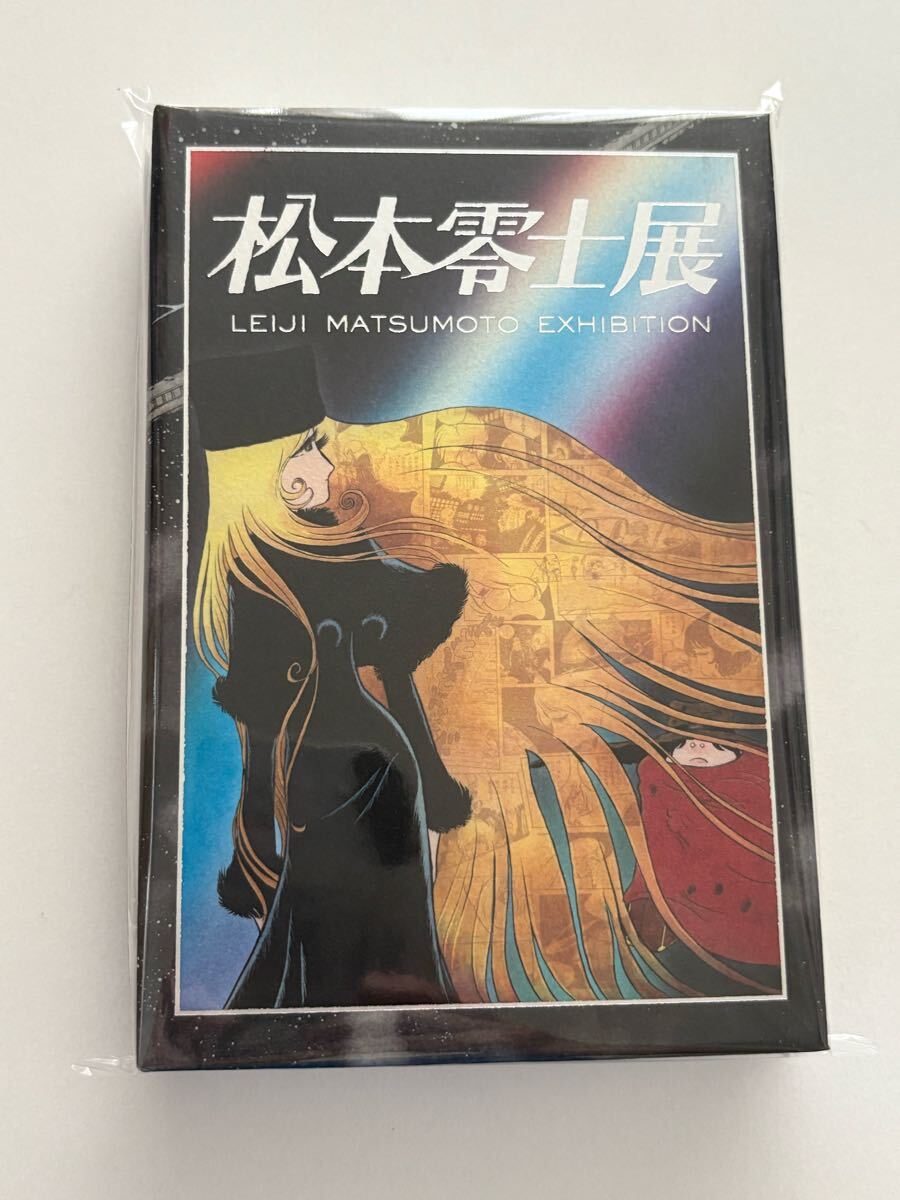 松本零士展
LEIJI MATSUMOTO EXHIBITION